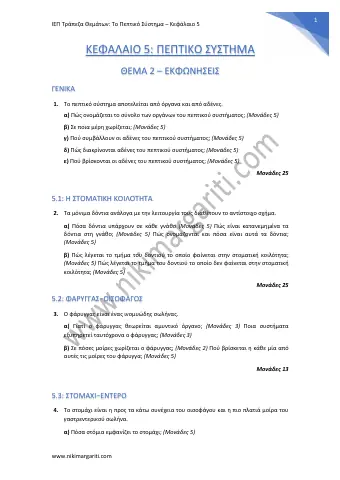 ΙΕΠ Τράπεζα Θεμάτων: Το Πεπτικό Σύστημα – Κεφάλαιο 5
1
ΚΕΦΑΛΑΙΟ 5: ΠΕΠΤΙΚΟ ΣΥΣΤΗΜΑ
ΘΕΜΑ 2 – ΕΚΦΩΝΗΣΕΙΣ
ΓΕΝΙΚΑ
1. Το πεπτικό σύστημα αποτελείται από όργανα και από αδένες.
α) Πώς ονομάζεται το σύνολο των οργάνων του πεπτικού συστήματος; (Μονάδες 5)
β) Σε ποια μέρη χωρίζεται; (Μονάδες 5)
γ) Πού συμβάλλουν οι αδένες του πεπτικού συστήματος; (Μονάδες 5)
δ) Πώς διακρίνονται αδένες του πεπτικού συστήματος; (Μονάδες 5)
ε) Πού βρίσκονται οι αδένες του πεπτικού συστήματος; (Μονάδες 5)
Μονάδες 25
5.1: Η ΣΤΟΜΑΤΙΚΗ ΚΟΙΛΟΤΗΤΑ
2. Τα μόνιμα δόντια ανάλογα με την λειτουργία τους διαθέτουν το αντίστοιχο σχήμα.
α) Πόσα δόντια υπάρχουν σε κάθε γνάθο (Μονάδες 5) Πώς είναι κατανεμημένα τα
δόντια στη γνάθο; (Μονάδες 5) Πώς ονομάζονται και πόσα είναι αυτά τα δόντια;
(Μονάδες 5)
β) Πώς λέγεται το τμήμα του δοντιού το οποίο φαίνεται στην στοματική κοιλότητα;
(Μονάδες 5) Πώς λέγεται το τμήμα του δοντιού το οποίο δεν φαίνεται στην στοματική
κοιλότητα; (Μονάδες 5)
Μονάδες 25
5.2: ΦΑΡΥΓΓΑΣ–ΟΙΣΟΦΑΓΟΣ
3. Ο φάρυγγας είναι ένας ινομυώδης σωλήνας.
α) Γιατί ο φάρυγγας θεωρείται αμυντικό όργανο; (Μονάδες 3) Ποια συστήματα
εξυπηρετεί ταυτόχρονα ο φάρυγγας; (Μονάδες 3)
β) Σε πόσες μοίρες χωρίζεται ο φάρυγγας; (Μονάδες 2) Πού βρίσκεται η κάθε μία από
αυτές τις μοίρες του φάρυγγα; (Μονάδες 5)
Μονάδες 13
5.3: ΣΤΟΜΑΧΙ–ΕΝΤΕΡΟ
4. Το στομάχι είναι η προς τα κάτω συνέχεια του οισοφάγου και η πιο πλατιά μοίρα του
γαστρεντερικού σωλήνα.
α) Πόσα στόμια εμφανίζει το στομάχι; (Μονάδες 5)
www.nikimargariti.com
www.nikimargariti.com